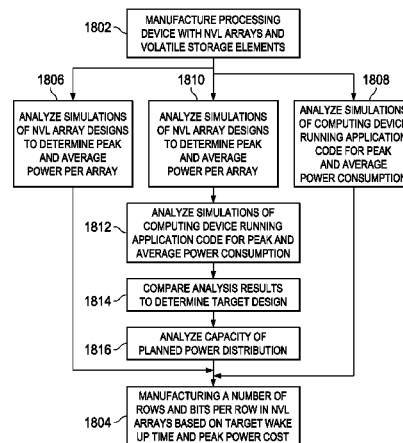 1802
MANUFACTURE PROCESSING
DEVICE WITH NVL ARRAYS AND
VOLATILE STORAGE ELEMENTS
1806
ANALYZE SIMULATIONS
OF NVL ARRAY DESIGNS
TO DETERMINE PEAK
AND AVERAGE
POWER PER ARRAY
1810
ANALYZE SIMULATIONS
OF NVL ARRAY DESIGNS
TO DETERMINE PEAK
AND AVERAGE
POWER PER ARRAY
1808
ANALYZE SIMULATIONS
OF COMPUTING DEVICE
RUNNING APPLICATION
CODE FOR PEAK
AND AVERAGE
POWER CONSUMPTION
1812
ANALYZE SIMULATIONS OF
COMPUTING DEVICE RUNNING
APPLICATION CODE FOR PEAK AND
AVERAGE POWER CONSUMPTION
1814
COMPARE ANALYSIS RESULTS
TO DETERMINE TARGET DESIGN
1816
ANALYZE CAPACITY OF
PLANNED POWER DISTRIBUTION
1804
MANUFACTURING A NUMBER OF
ROWS AND BITS PER ROW IN NVL
ARRAYS BASED ON TARGET WAKE
UP TIME AND PEAK POWER COST